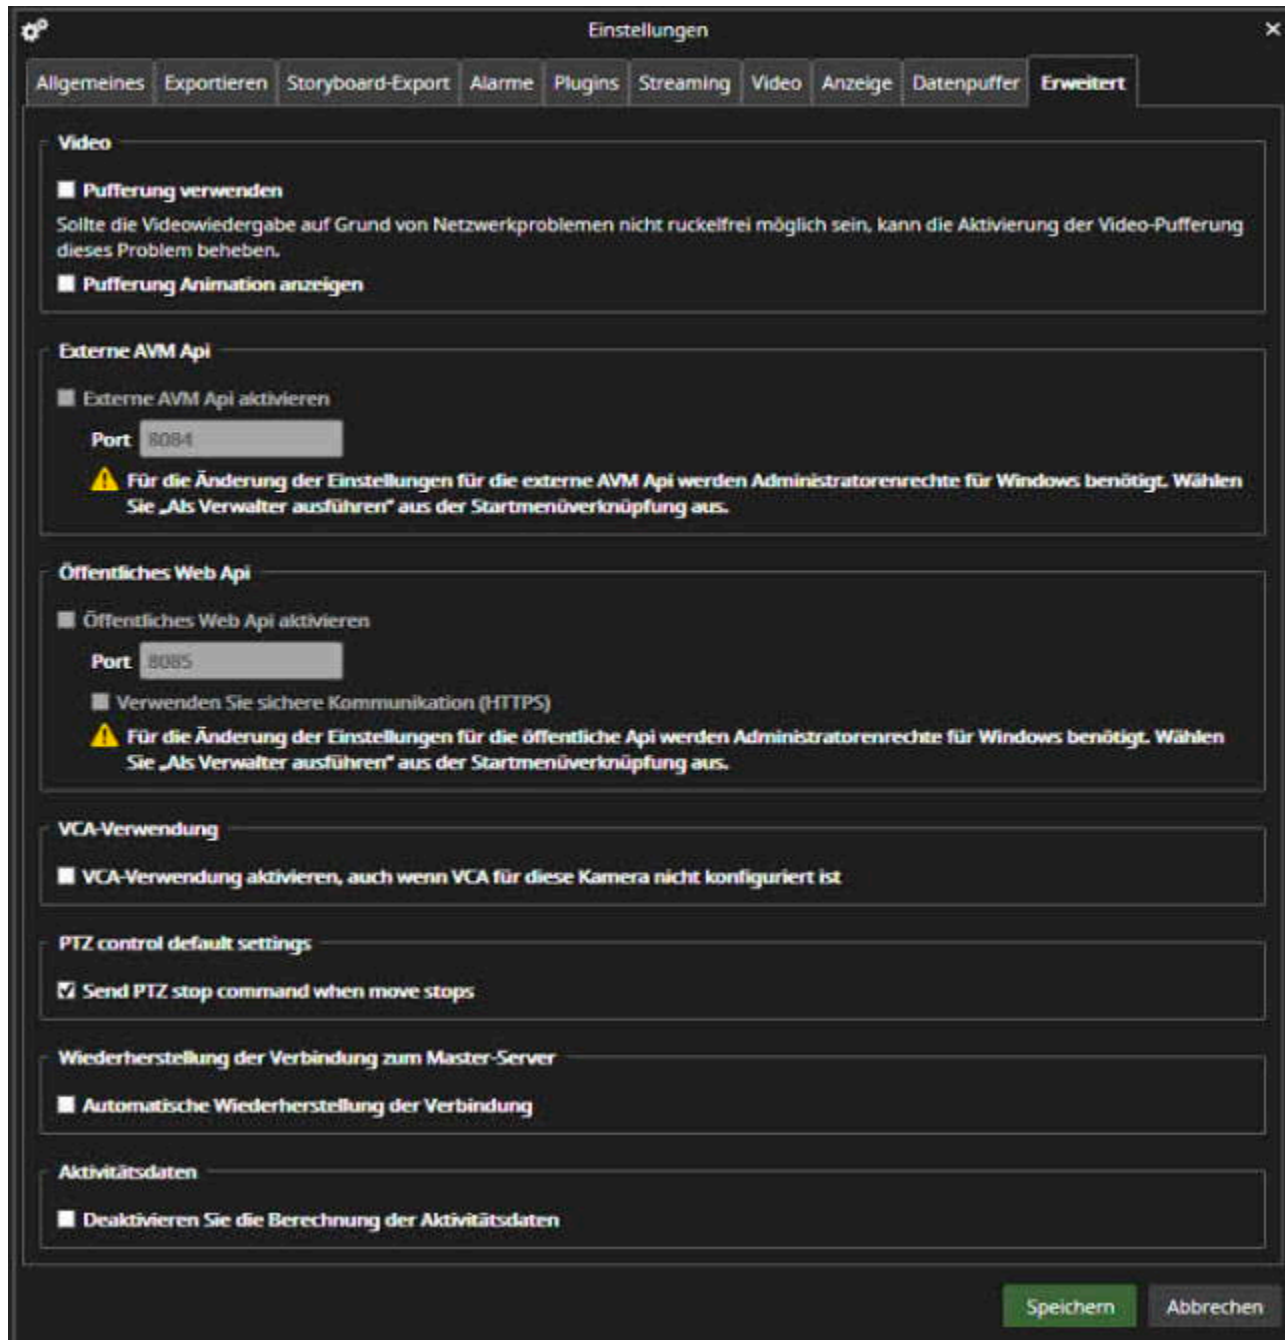 Einstellungen
Allgemeines Exportieren Storyboard-Export Alarme Plugins Streaming Video Anzeige Datenpuffer Erweitert
Video
Pufferung verwenden
Sollte die Videowiedergabe auf Grund von Netzwerkproblemen nicht ruckelfrei möglich sein, kann die Aktivierung der Video-Pufferung
dieses Problem beheben.
Pufferung Animation anzeigen
Externe AVM Api
Externe AVM Api aktivieren
Port 8084
Für die Änderung der Einstellungen für die externe AVM Api werden Administratorenrechte für Windows benötigt. Wählen
Sie „Als Verwalter ausführen“ aus der Startmenüverknüpfung aus.
Öffentliches Web Api
Öffentliches Web Api aktivieren
Port 8085
Verwenden Sie sichere Kommunikation (HTTPS)
Für die Änderung der Einstellungen für die öffentliche Api werden Administratorenrechte für Windows benötigt. Wählen
Sie „Als Verwalter ausführen“ aus der Startmenüverknüpfung aus.
VCA-Verwendung
VCA-Verwendung aktivieren, auch wenn VCA für diese Kamera nicht konfiguriert ist
PTZ control default settings
Send PTZ stop command when move stops
Wiederherstellung der Verbindung zum Master-Server
Automatische Wiederherstellung der Verbindung
Aktivitätsdaten
Deaktivieren Sie die Berechnung der Aktivitätsdaten
Speichern Abbrechen